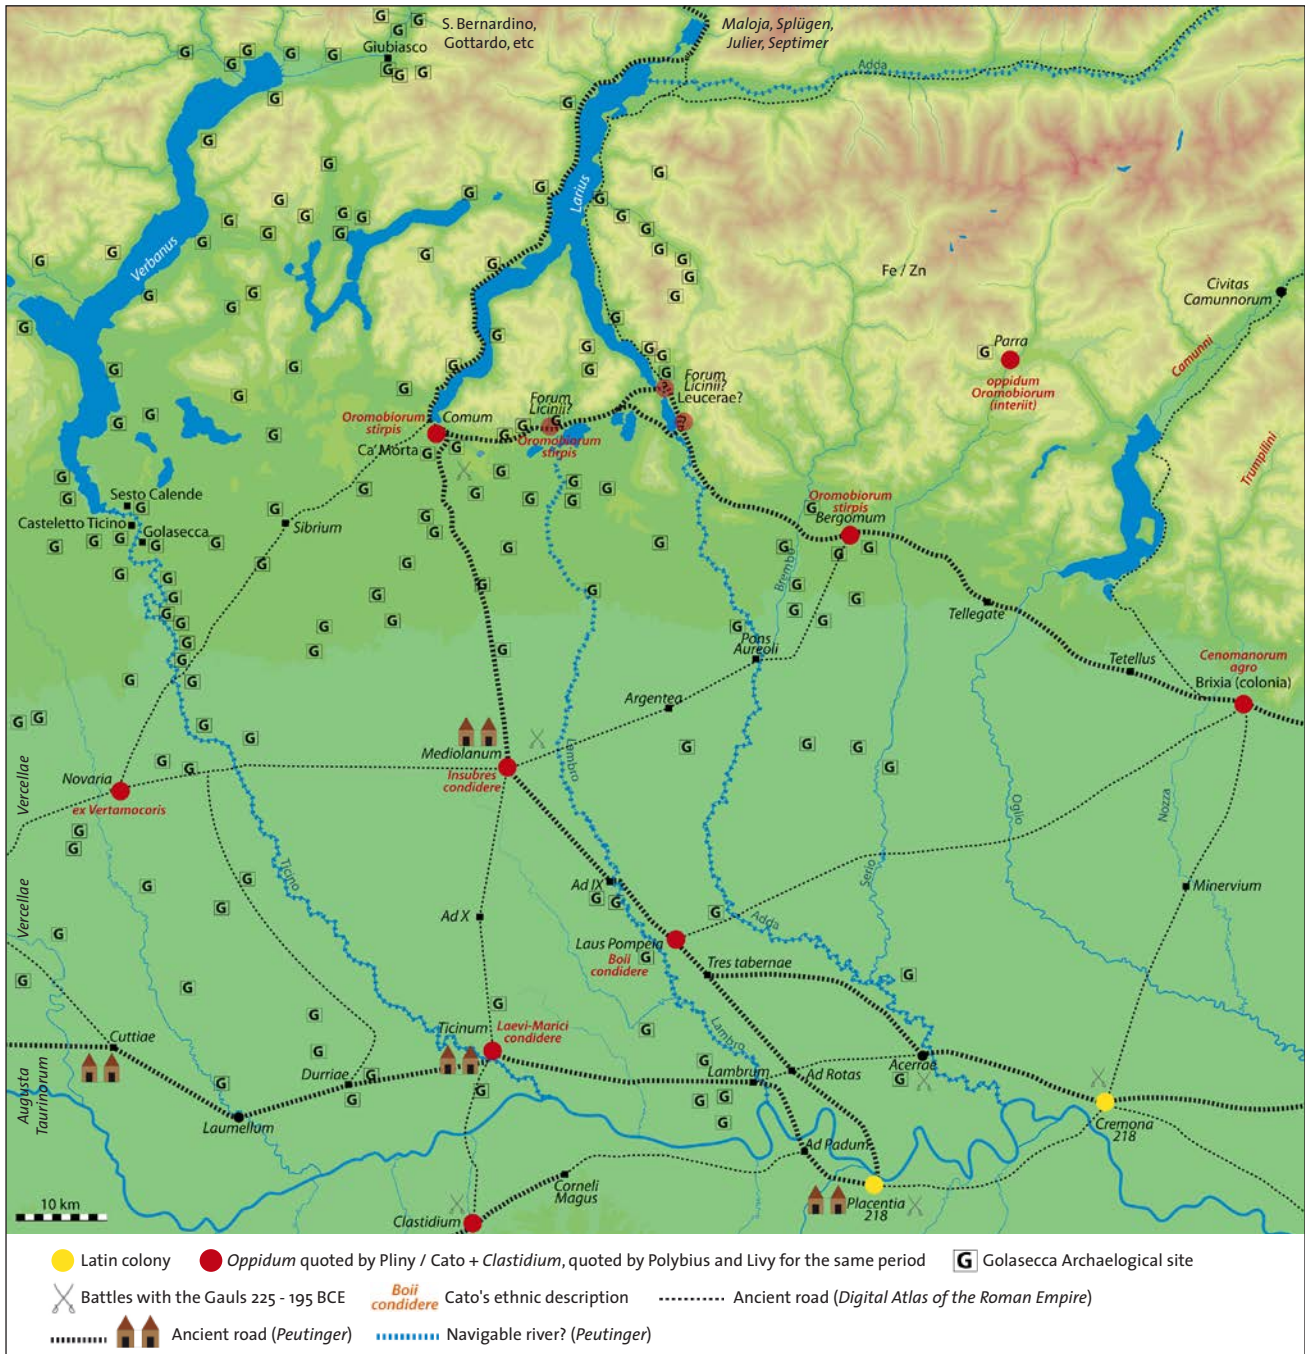 S. Bernardino,
Gottardo, etc
Maloja, Splügen,
Julier, Septimer
Giubiasco
Adda
Larius
Verbanus
Fe / Zn
Civitas
Camunnorum
Parra
oppidum
Oromobiorum
(interiit)
Camunni
Trumpilini
Forum
Licinii?
Leucerae?
Forum
Licinii?
Oromobiorum
stirpis
Oromobiorum
stirpis
Comum
Ca' Morta
Oromobiorum
stirpis
Bergomum
Sesto Calende
Casteletto Ticino
Golasecca
Sibrium
Brembo
Tellegate
Pons
Aureoli
Tetellus
Cenomanorum
agro
Brixia (colonia)
Argentea
Mediolanum
Insubres
condidere
Lambro
Novaria
ex Vertamocoris
Vercellae
Vercellae
Ticino
Oglio
Nozza
Serio
Minervium
Ad IX
Ad X
Adda
Laus Pompeia
Boii
condidere
Tres tabernae
Ticinum
Laevi-Marici
condidere
Lambro
Cuttiae
Durriae
Lambrum
Ad Rotas
Acerrae
Augusta
Taurinorum
Laumellum
Cremona
218
Ad Padum
Corneli
Magus
Placentia
218
Clastidium
10 km
Latin colony
Oppidum quoted by Pliny / Cato + Clastidium, quoted by Polybius and Livy for the same period
G
Golasecca Archaelogical site
Battles with the Gauls 225 - 195 BCE
Boii
condidere
Cato's ethnic description
Ancient road (Digital Atlas of the Roman Empire)
Ancient road (Peutinger)
Navigable river? (Peutinger)